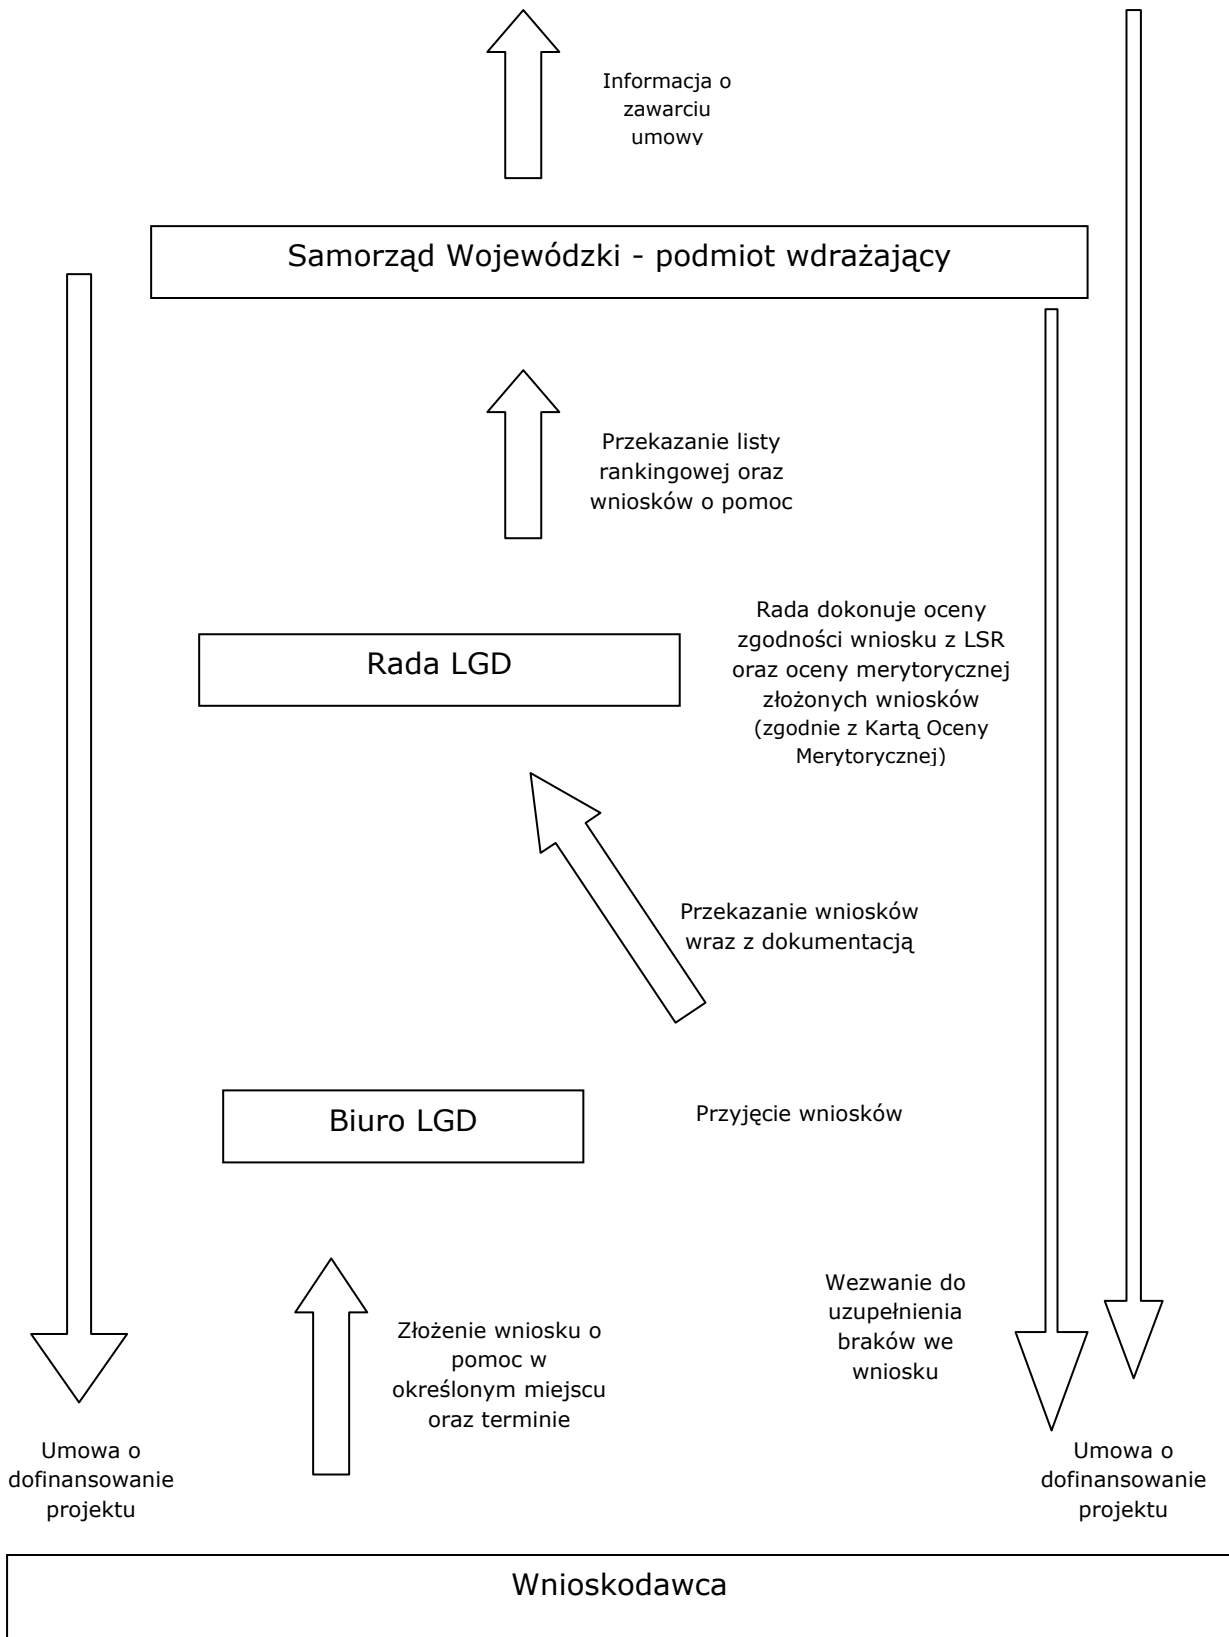 Informacja o
zawarciu
umowy
Samorząd Wojewódzki - podmiot wdrażający
Przekazanie listy
rankingowej oraz
wniosków o pomoc
Rada LGD
Rada dokonuje oceny
zgodności wniosku z LSR
oraz oceny merytorycznej
złożonych wniosków
(zgodnie z Kartą Oceny
Merytorycznej)
Przekazanie wniosków
wraz z dokumentacją
Biuro LGD
Przyjęcie wniosków
Złożenie wniosku o
pomoc w
określonym miejscu
oraz terminie
Wezwanie do
uzupełnienia
braków we
wniosku
Umowa o
dofinansowanie
projektu
Umowa o
dofinansowanie
projektu
Wnioskodawca